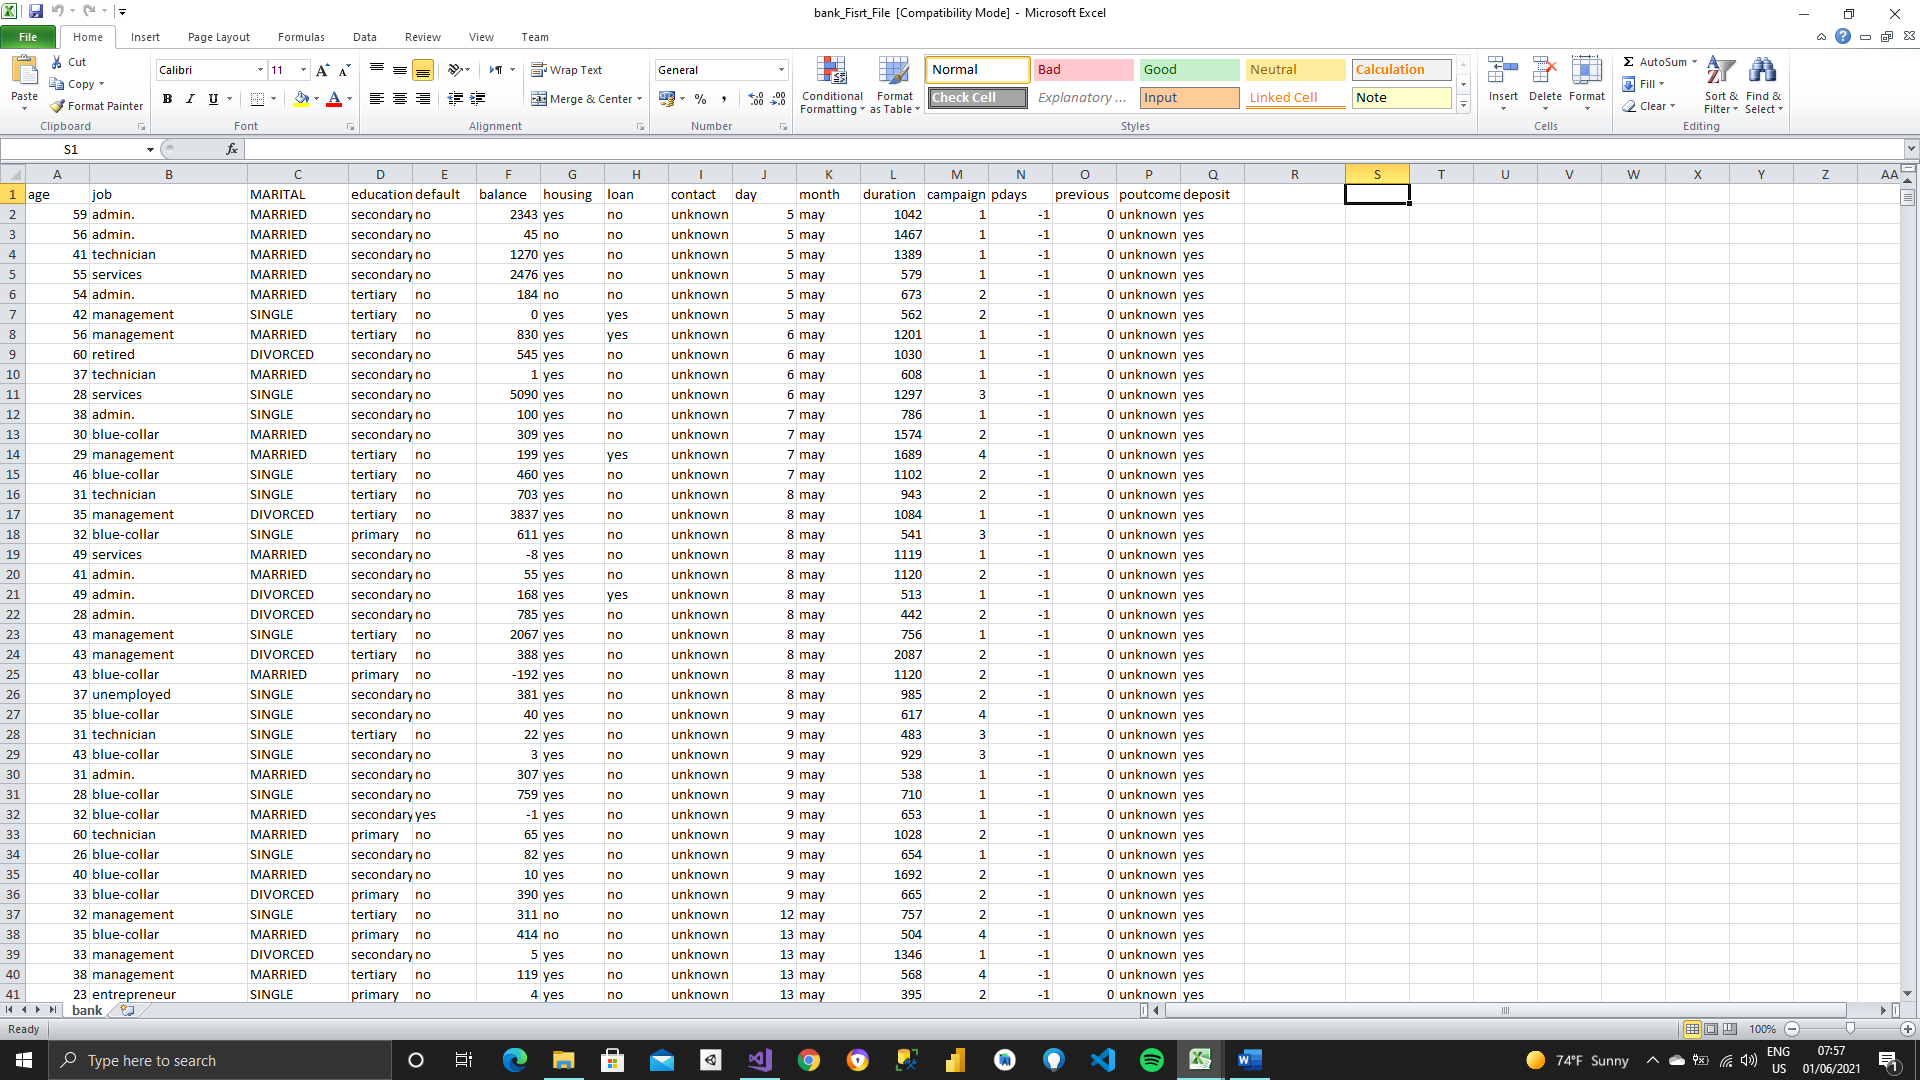 bank_Fisrt_File [Compatibility Mode] - Microsoft Excel
File Home Insert Page Layout Formulas Data Review View Team
Cut
Copy
Format Painter
Paste
Clipboard
Calibri 11
B I U
Font
Wrap Text
Merge & Center
Alignment
General
% ,
Number
Conditional Formatting
Format as Table
Normal Bad Good Neutral Calculation
Check Cell Explanatory ... Input Linked Cell Note
Styles
Insert Delete Format
Cells
Σ AutoSum
Fill
Clear
Sort & Filter
Find & Select
Editing
S1 fx
A B C D E F G H I J K L M N O P Q R S T U V W X Y Z AA
1 age job MARITAL education default balance housing loan contact day month duration campaign pdays previous poutcome deposit
2 59 admin. MARRIED secondary no 2343 yes no unknown 5 may 1042 1 -1 0 unknown yes
3 56 admin. MARRIED secondary no 45 no no unknown 5 may 1467 1 -1 0 unknown yes
4 41 technician MARRIED secondary no 1270 yes no unknown 5 may 1389 1 -1 0 unknown yes
5 55 services MARRIED secondary no 2476 yes no unknown 5 may 579 1 -1 0 unknown yes
6 54 admin. MARRIED tertiary no 184 no no unknown 5 may 673 2 -1 0 unknown yes
7 42 management SINGLE tertiary no 0 yes yes unknown 5 may 562 2 -1 0 unknown yes
8 56 management MARRIED tertiary no 830 yes yes unknown 6 may 1201 1 -1 0 unknown yes
9 60 retired DIVORCED secondary no 545 yes no unknown 6 may 1030 1 -1 0 unknown yes
10 37 technician MARRIED secondary no 1 yes no unknown 6 may 608 1 -1 0 unknown yes
11 28 services SINGLE secondary no 5090 yes no unknown 6 may 1297 3 -1 0 unknown yes
12 38 admin. SINGLE secondary no 100 yes no unknown 7 may 786 1 -1 0 unknown yes
13 30 blue-collar MARRIED secondary no 309 yes no unknown 7 may 1574 2 -1 0 unknown yes
14 29 management MARRIED tertiary no 199 yes yes unknown 7 may 1689 4 -1 0 unknown yes
15 46 blue-collar SINGLE tertiary no 460 yes no unknown 7 may 1102 2 -1 0 unknown yes
16 31 technician SINGLE tertiary no 703 yes no unknown 8 may 943 2 -1 0 unknown yes
17 35 management DIVORCED tertiary no 3837 yes no unknown 8 may 1084 1 -1 0 unknown yes
18 32 blue-collar SINGLE primary no 611 yes no unknown 8 may 541 3 -1 0 unknown yes
19 49 services MARRIED secondary no -8 yes no unknown 8 may 1119 1 -1 0 unknown yes
20 41 admin. MARRIED secondary no 55 yes no unknown 8 may 1120 2 -1 0 unknown yes
21 49 admin. DIVORCED secondary no 168 yes yes unknown 8 may 513 1 -1 0 unknown yes
22 28 admin. DIVORCED secondary no 785 yes no unknown 8 may 442 2 -1 0 unknown yes
23 43 management SINGLE tertiary no 2067 yes no unknown 8 may 756 1 -1 0 unknown yes
24 43 management DIVORCED tertiary no 388 yes no unknown 8 may 2087 2 -1 0 unknown yes
25 43 blue-collar MARRIED primary no -192 yes no unknown 8 may 1120 2 -1 0 unknown yes
26 37 unemployed SINGLE secondary no 381 yes no unknown 8 may 985 2 -1 0 unknown yes
27 35 blue-collar SINGLE secondary no 40 yes no unknown 9 may 617 4 -1 0 unknown yes
28 31 technician SINGLE tertiary no 22 yes no unknown 9 may 483 3 -1 0 unknown yes
29 43 blue-collar SINGLE secondary no 3 yes no unknown 9 may 929 3 -1 0 unknown yes
30 31 admin. MARRIED secondary no 307 yes no unknown 9 may 538 1 -1 0 unknown yes
31 28 blue-collar SINGLE secondary no 759 yes no unknown 9 may 710 1 -1 0 unknown yes
32 32 blue-collar MARRIED secondary yes -1 yes no unknown 9 may 653 1 -1 0 unknown yes
33 60 technician MARRIED primary no 65 yes no unknown 9 may 1028 2 -1 0 unknown yes
34 26 blue-collar SINGLE secondary no 82 yes no unknown 9 may 654 1 -1 0 unknown yes
35 40 blue-collar MARRIED secondary no 10 yes no unknown 9 may 1692 2 -1 0 unknown yes
36 33 blue-collar DIVORCED primary no 390 yes no unknown 9 may 665 2 -1 0 unknown yes
37 32 management SINGLE tertiary no 311 no no unknown 12 may 757 2 -1 0 unknown yes
38 35 blue-collar MARRIED primary no 414 no no unknown 13 may 504 4 -1 0 unknown yes
39 33 management DIVORCED secondary no 5 yes no unknown 13 may 1346 1 -1 0 unknown yes
40 38 management MARRIED tertiary no 119 yes no unknown 13 may 568 4 -1 0 unknown yes
41 23 entrepreneur SINGLE primary no 4 yes no unknown 13 may 395 2 -1 0 unknown yes
bank
Ready 100%
Type here to search
74°F Sunny
ENG US
07:57
01/06/2021
1